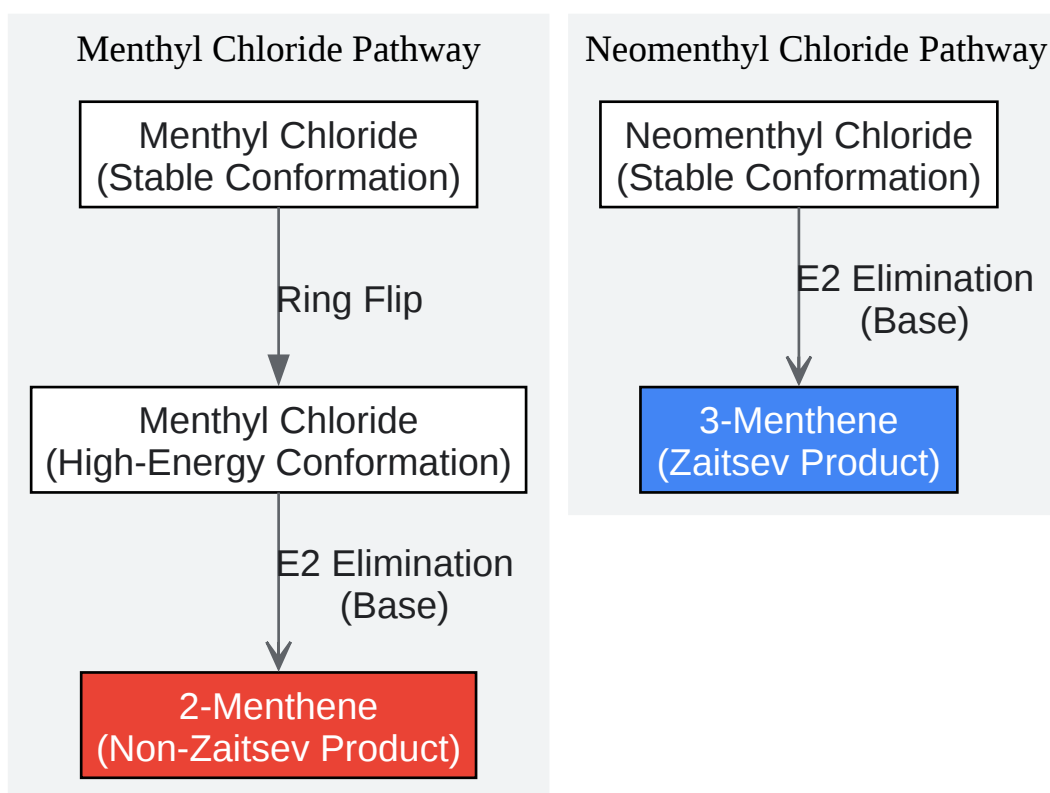 Menthyl Chloride Pathway
Menthyl Chloride
(Stable Conformation)
Ring Flip
Menthyl Chloride
(High-Energy Conformation)
E2 Elimination
(Base)
2-Menthene
(Non-Zaitsev Product)
Neomenthyl Chloride Pathway
Neomenthyl Chloride
(Stable Conformation)
E2 Elimination
(Base)
3-Menthene
(Zaitsev Product)